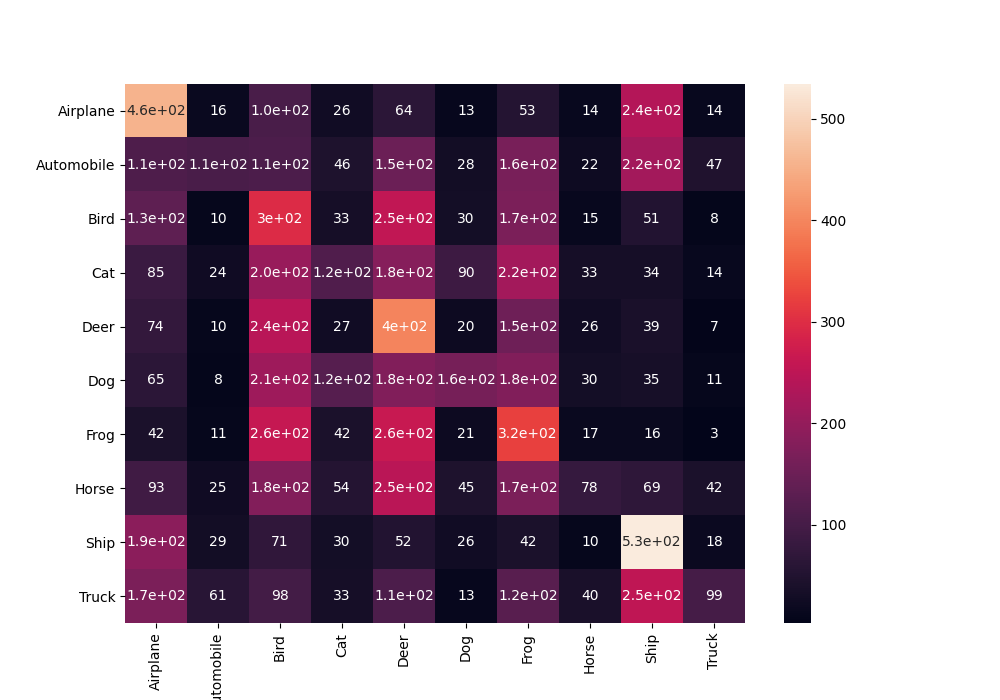 Airplane 4.6e+02 16 1.0e+02 26 64 13 53 14 2.4e+02 14
Automobile 1.1e+02 1.1e+02 1.1e+02 46 1.5e+02 28 1.6e+02 22 2.2e+02 47
Bird 1.3e+02 10 3e+02 33 2.5e+02 30 1.7e+02 15 51 8
Cat 85 24 2.0e+02 1.2e+02 1.8e+02 90 2.2e+02 33 34 14
Deer 74 10 2.4e+02 27 4e+02 20 1.5e+02 26 39 7
Dog 65 8 2.1e+02 1.2e+02 1.8e+02 1.6e+02 1.8e+02 30 35 11
Frog 42 11 2.6e+02 42 2.6e+02 21 3.2e+02 17 16 3
Horse 93 25 1.8e+02 54 2.5e+02 45 1.7e+02 78 69 42
Ship 1.9e+02 29 71 30 52 26 42 10 5.3e+02 18
Truck 1.7e+02 61 98 33 1.1e+02 13 1.2e+02 40 2.5e+02 99
Airplane utomobile Bird Cat Deer Dog Frog Horse Ship Truck
500
400
300
200
100